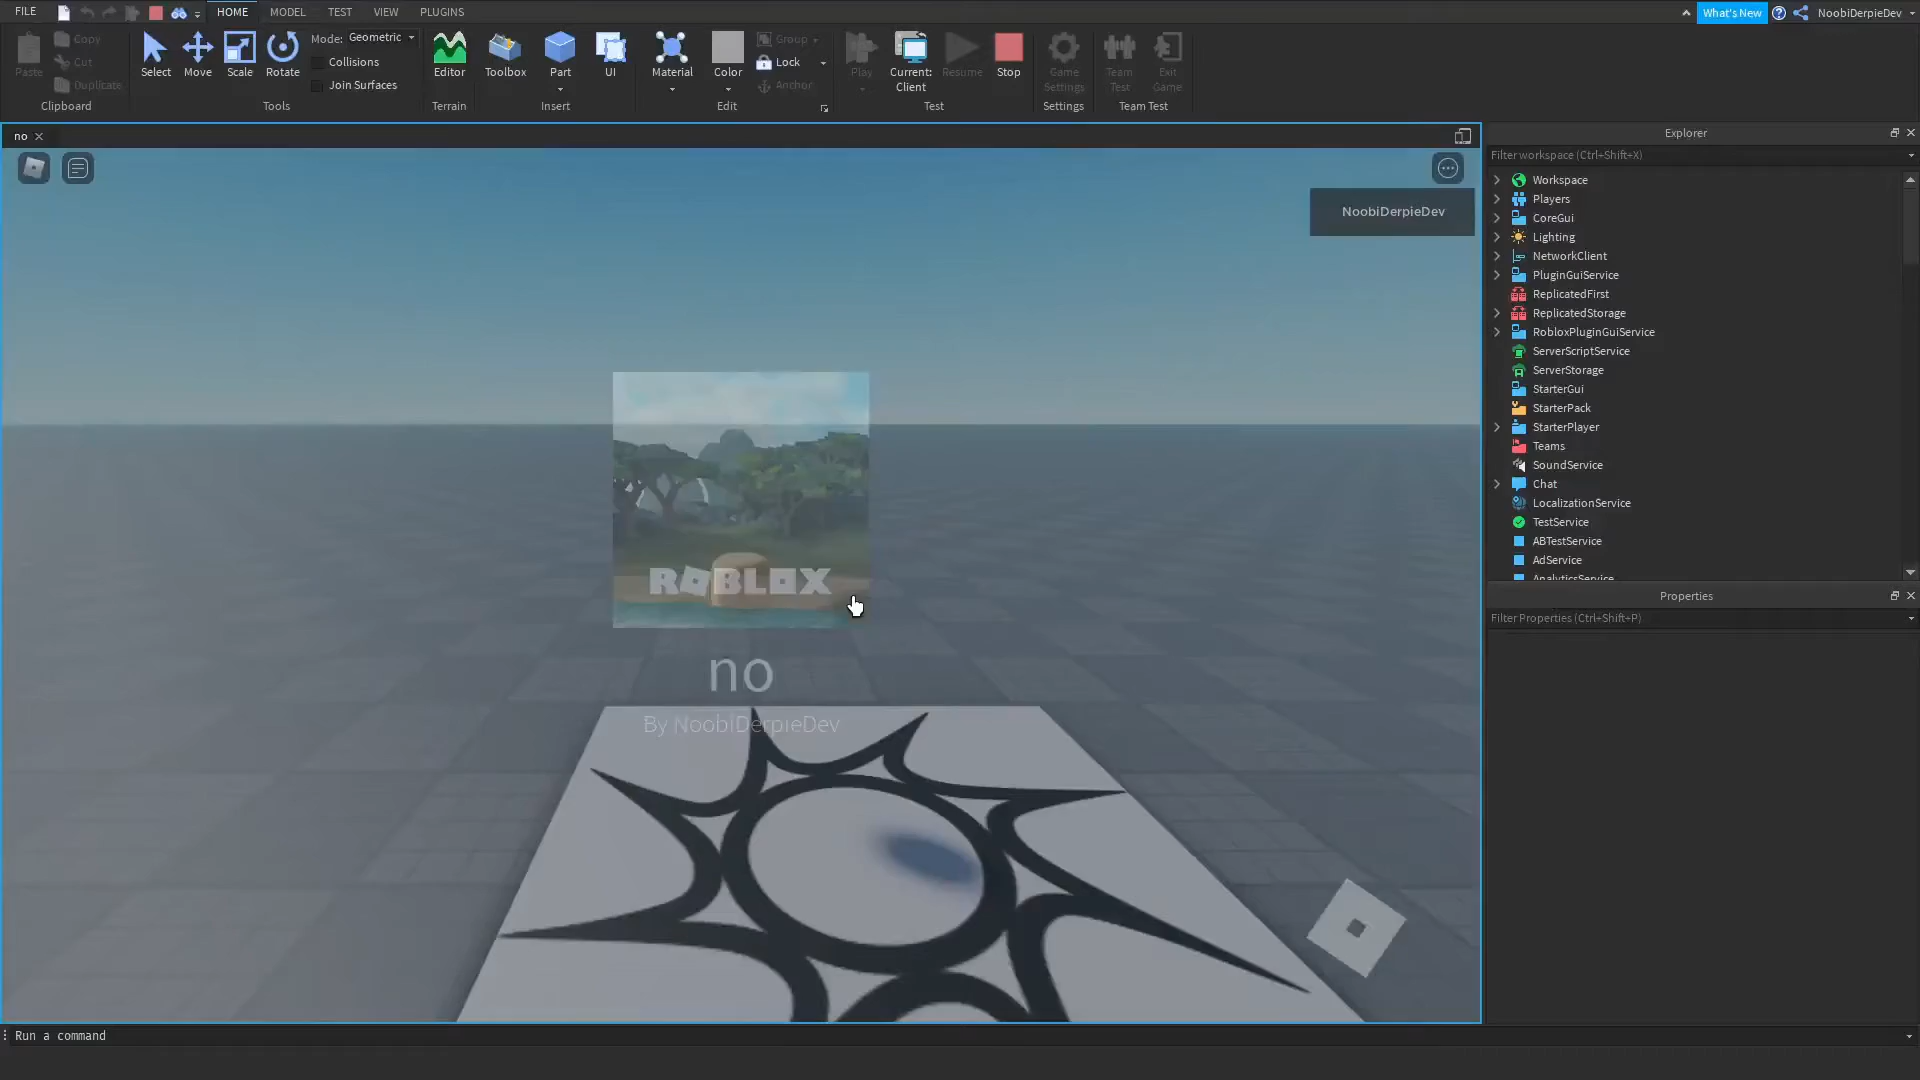 FILE HOME MODEL TEST VIEW PLUGINS What's New NoobiDerpieDev
Paste
Copy
Cut
Duplicate
Clipboard
Select
Move
Scale
Rotate
Mode: Geometric
Collisions
Join Surfaces
Tools
Editor
Terrain
Toolbox
Part
UI
Insert
Material
Color
Group
Lock
Anchor
Edit
Play
Current:
Client
Resume
Stop
Test
Game
Settings
Settings
Team
Test
Exit
Game
Team Test
no
NoobiDerpieDev
ROBLOX
no
By NoobiDerpieDev
Explorer
Filter workspace (Ctrl+Shift+X)
Workspace
Players
CoreGui
Lighting
NetworkClient
PluginGuiService
ReplicatedFirst
ReplicatedStorage
RobloxPluginGuiService
ServerScriptService
ServerStorage
StarterGui
StarterPack
StarterPlayer
Teams
SoundService
Chat
LocalizationService
TestService
ABTestService
AdService
AnalyticsService
Properties
Filter Properties (Ctrl+Shift+P)
Run a command